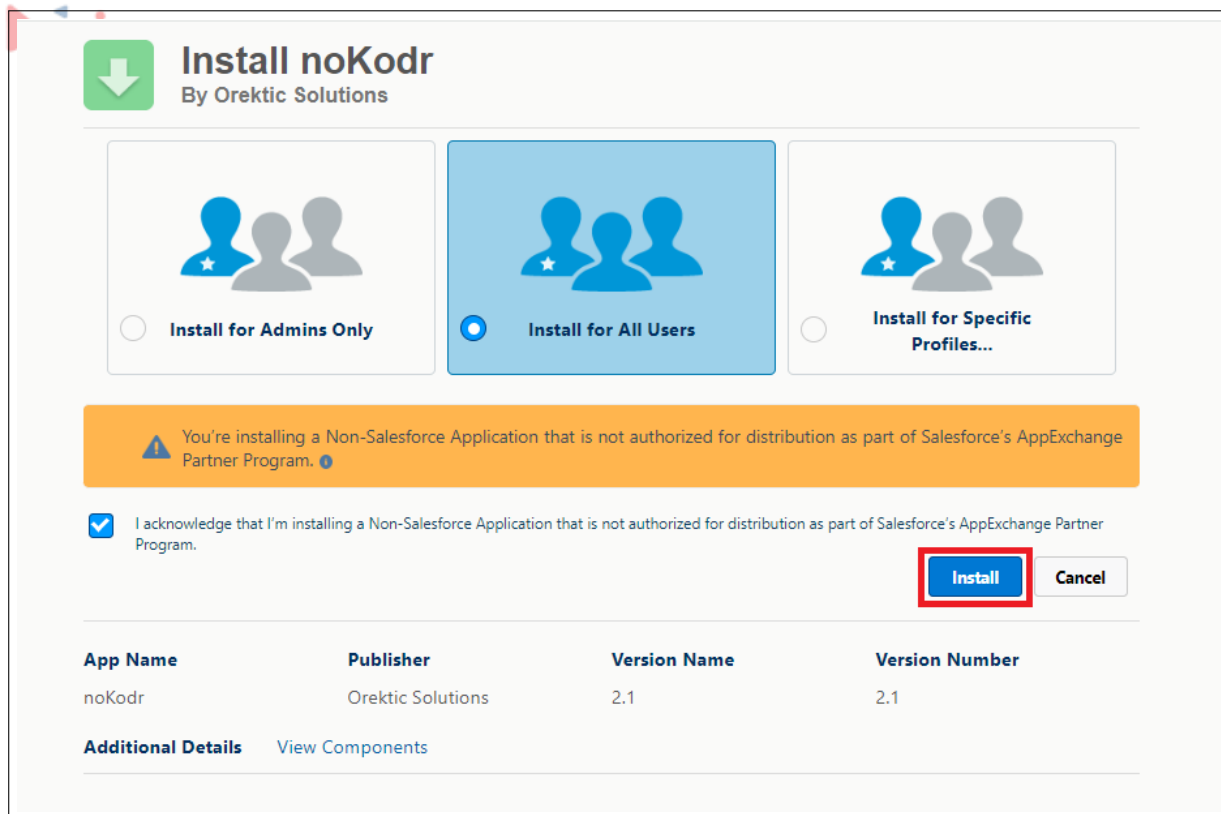 Install noKodr
By Orektic Solutions
Install for Admins Only
Install for All Users
Install for Specific
Profiles...
You're installing a Non-Salesforce Application that is not authorized for distribution as part of Salesforce's AppExchange
Partner Program.
I acknowledge that I'm installing a Non-Salesforce Application that is not authorized for distribution as part of Salesforce's AppExchange Partner
Program.
Install Cancel
App Name Publisher Version Name Version Number
noKodr Orektic Solutions 2.1 2.1
Additional Details View Components